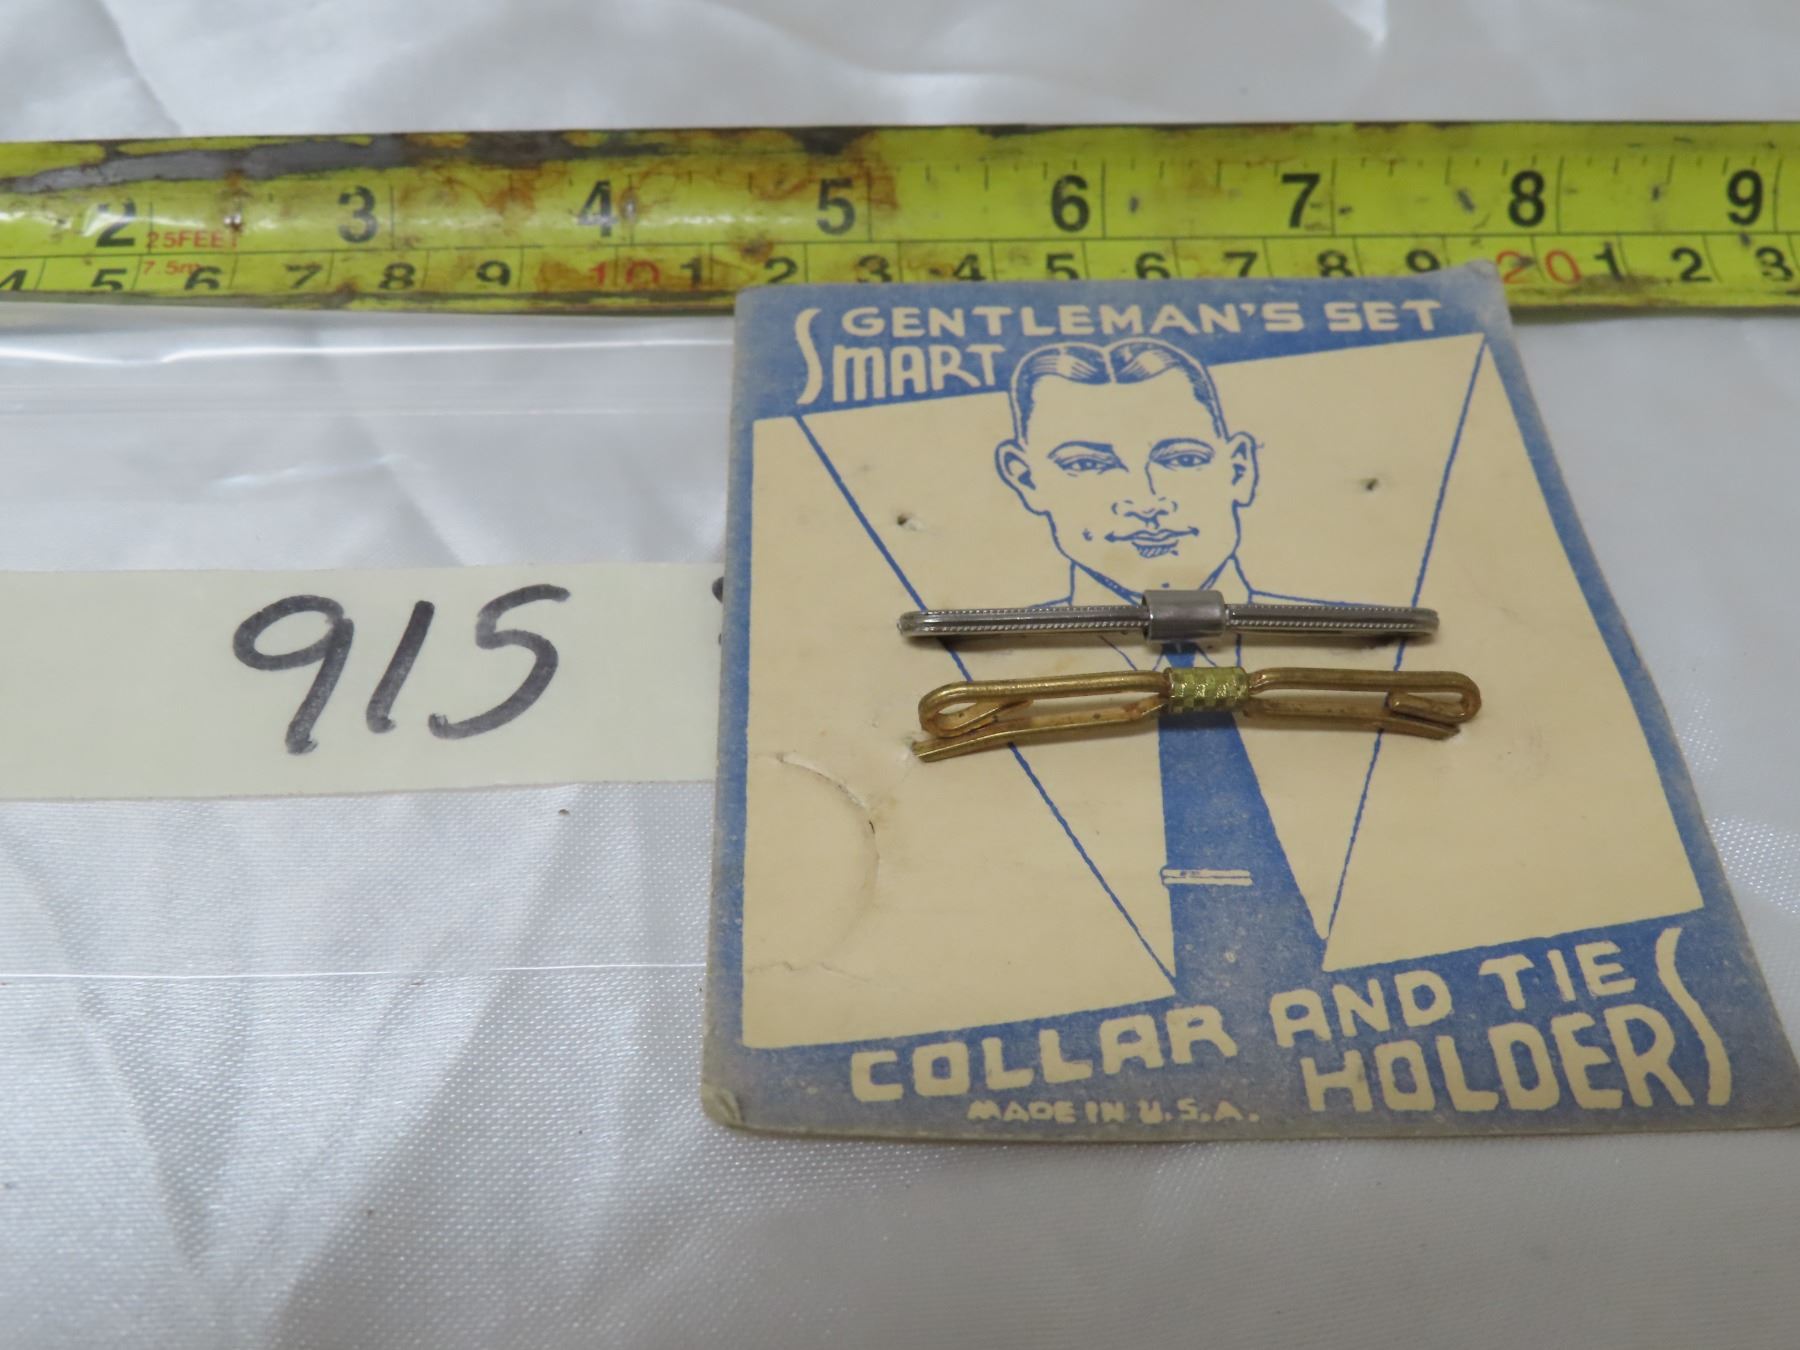 2 3 4 5 6 7 8 9
25FEET
7.5m
4 5 6 7 8 9 10 1 2 3 4 5 6 7 8 9 20 1 2 3
GENTLEMAN'S SET
SMART
915
COLLAR AND TIE
HOLDERS
MADE IN U.S.A.